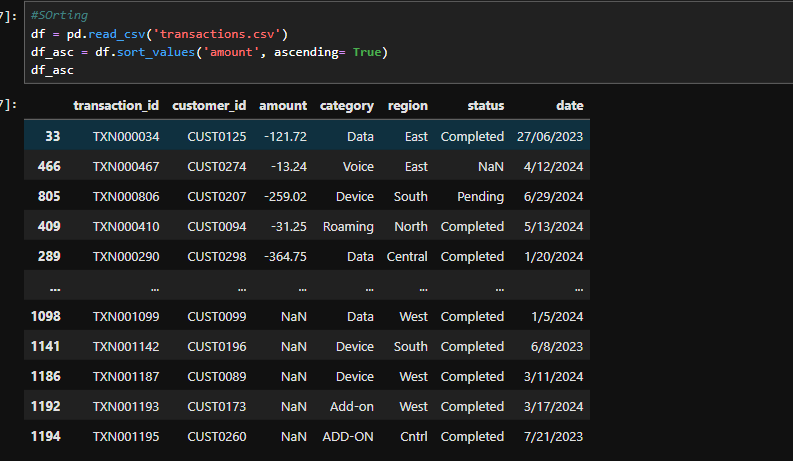 7]:
#SOrting
df = pd.read_csv('transactions.csv')
df_asc = df.sort_values('amount', ascending= True)
df_asc
7]:
transaction_id customer_id amount category region status date
33 TXN000034 CUST0125 -121.72 Data East Completed 27/06/2023
466 TXN000467 CUST0274 -13.24 Voice East NaN 4/12/2024
805 TXN000806 CUST0207 -259.02 Device South Pending 6/29/2024
409 TXN000410 CUST0094 -31.25 Roaming North Completed 5/13/2024
289 TXN000290 CUST0298 -364.75 Data Central Completed 1/20/2024
... ... ... ... ... ... ... ...
1098 TXN001099 CUST0099 NaN Data West Completed 1/5/2024
1141 TXN001142 CUST0196 NaN Device South Completed 6/8/2023
1186 TXN001187 CUST0089 NaN Device West Completed 3/11/2024
1192 TXN001193 CUST0173 NaN Add-on West Completed 3/17/2024
1194 TXN001195 CUST0260 NaN ADD-ON Cntrl Completed 7/21/2023